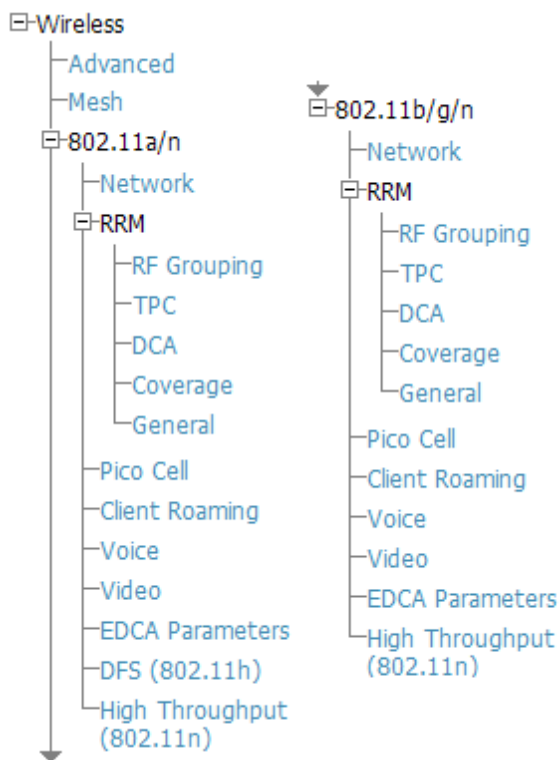 Wireless
Advanced
Mesh
802.11a/n
Network
RRM
RF Grouping
TPC
DCA
Coverage
General
Pico Cell
Client Roaming
Voice
Video
EDCA Parameters
DFS (802.11h)
High Throughput
(802.11n)
802.11b/g/n
Network
RRM
RF Grouping
TPC
DCA
Coverage
General
Pico Cell
Client Roaming
Voice
Video
EDCA Parameters
High Throughput
(802.11n)